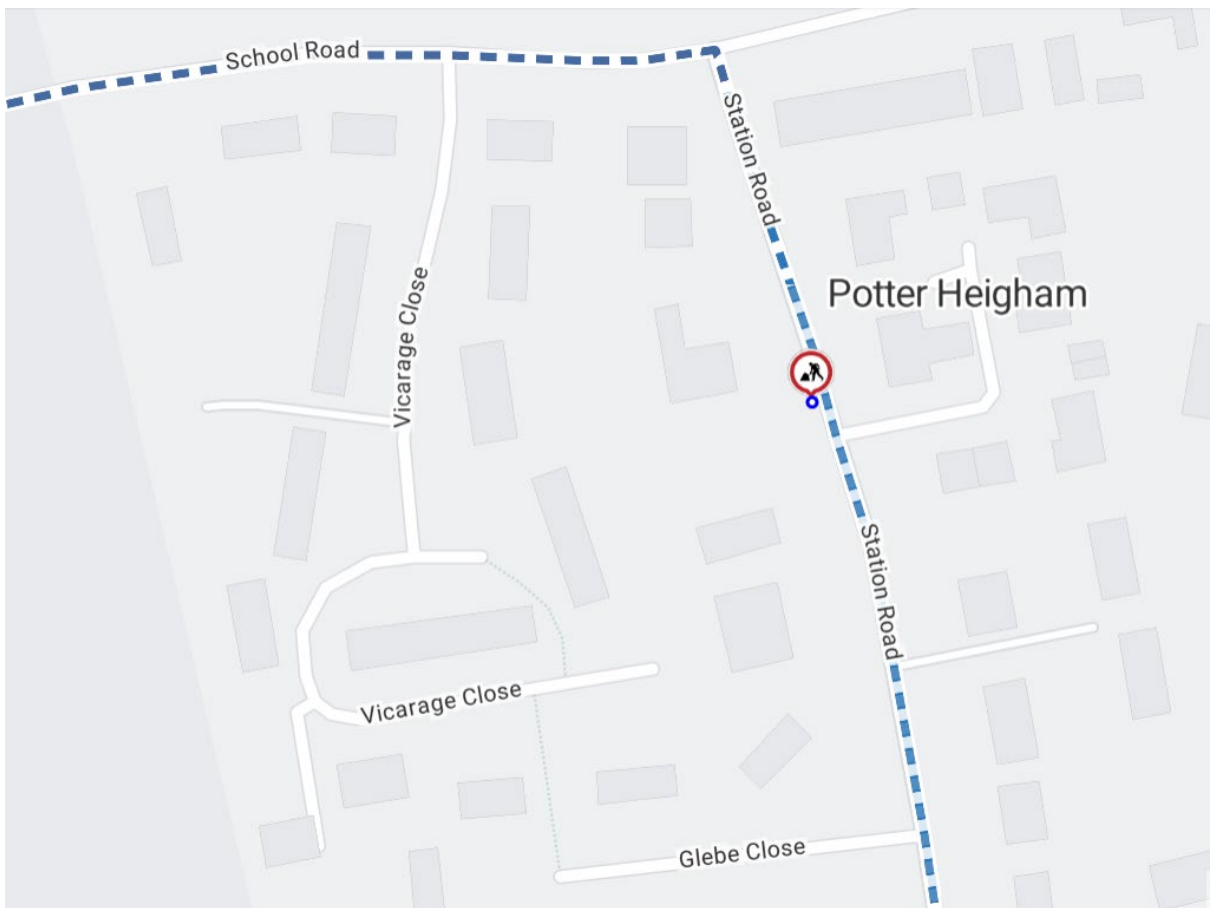 School Road
Station Road
Vicarage Close
Potter Heigham
Station Road
Vicarage Close
Glebe Close